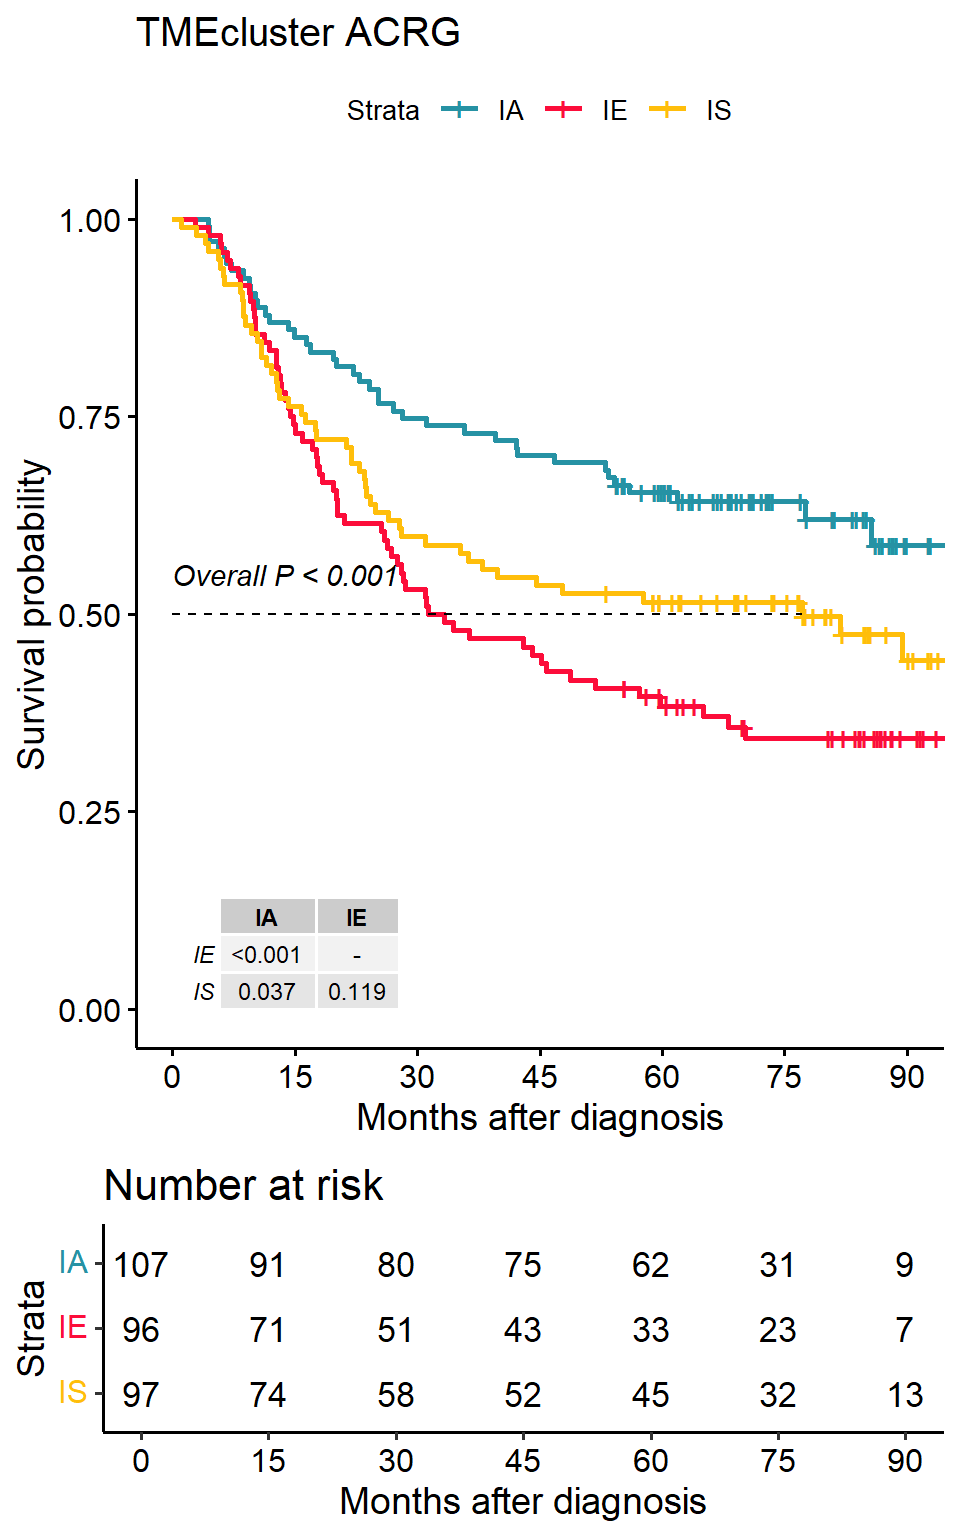 TMEcluster ACRG
Strata IA IE IS
Survival probability
1.00
0.75
0.50
0.25
0.00
Overall P < 0.001
IA IE
IE <0.001 -
IS 0.037 0.119
0 15 30 45 60 75 90
Months after diagnosis
Number at risk
Strata
IA 107 91 80 75 62 31 9
IE 96 71 51 43 33 23 7
IS 97 74 58 52 45 32 13
0 15 30 45 60 75 90
Months after diagnosis